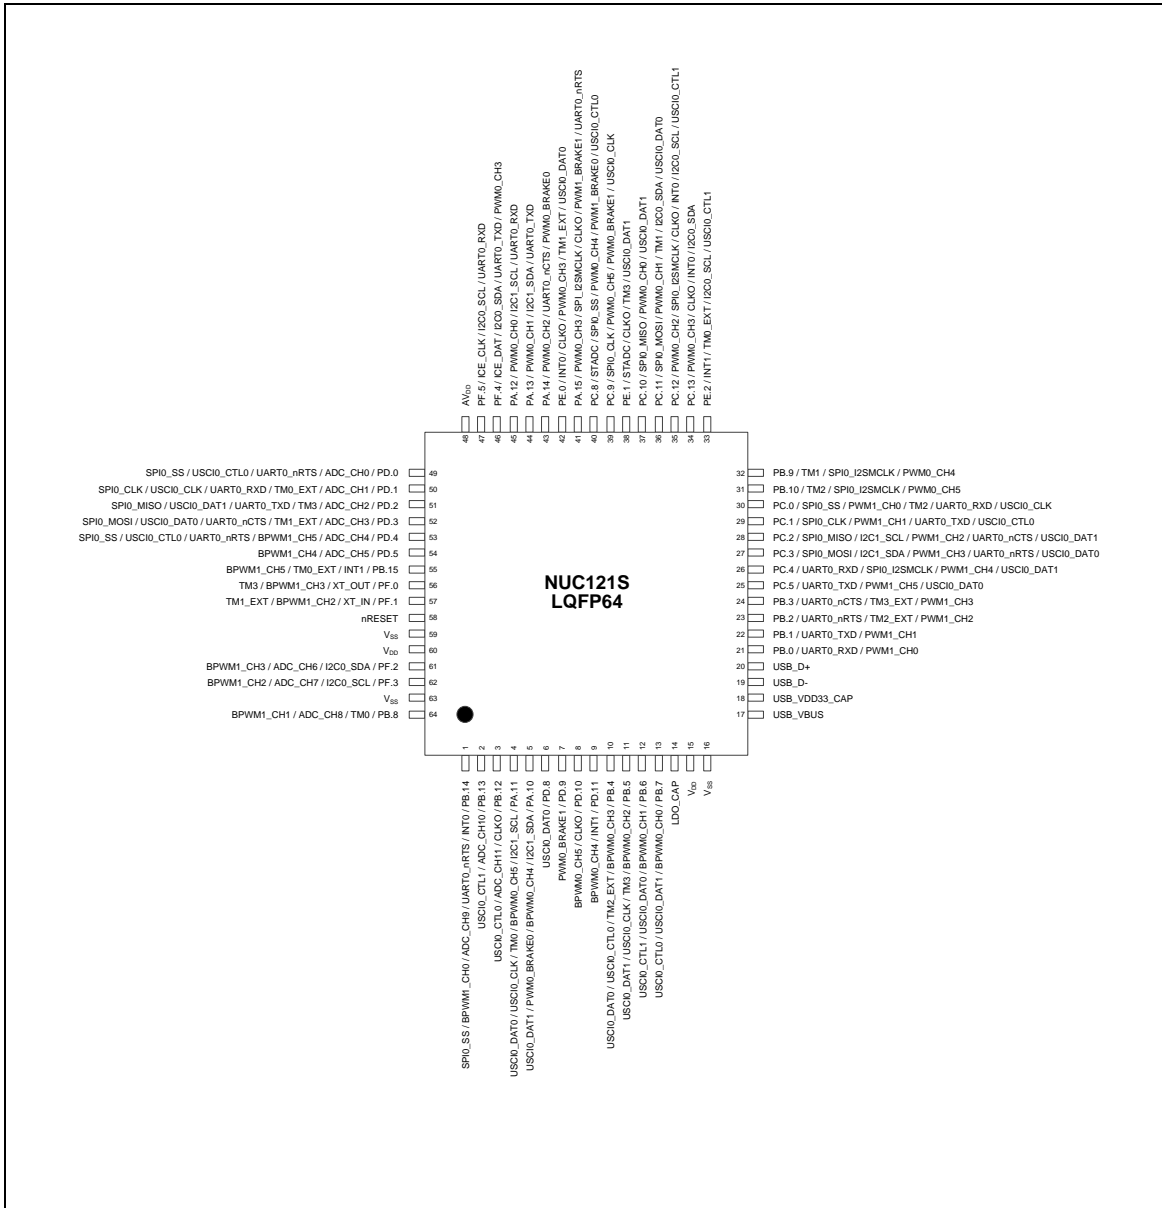 AVDD
PF.5 / ICE_CLK / I2C0_SCL / UART0_RXD
PF.4 / ICE_DAT / I2C0_SDA / UART0_TXD / PWM0_CH3
PA.12 / PWM0_CH0 / I2C1_SCL / UART0_RXD
PA.13 / PWM0_CH1 / I2C1_SDA / UART0_TXD
PA.14 / PWM0_CH2 / UART0_nCTS / PWM0_BRAKE0
PE.0 / INT0 / CLKO / PWM0_CH3 / TM1_EXT / USCI0_DAT0
PA.15 / PWM0_CH3 / SPI_I2SMCLK / CLKO / PWM1_BRAKE1 / UART0_nRTS
PC.8 / STADC / SPI0_SS / PWM0_CH4 / PWM1_BRAKE0 / USCI0_CTL0
PC.9 / SPI0_CLK / PWM0_CH5 / PWM0_BRAKE1 / USCI0_CLK
PE.1 / STADC / CLKO / TM3 / USCI0_DAT1
PC.10 / SPI0_MISO / PWM0_CH0 / USCI0_DAT1
PC.11 / SPI0_MOSI / PWM0_CH1 / TM1 / I2C0_SDA / USCI0_DAT0
PC.12 / PWM0_CH2 / SPI0_I2SMCLK / CLKO / INT0 / I2C0_SCL / USCI0_CTL1
PC.13 / PWM0_CH3 / CLKO / INT0 / I2C0_SDA
PE.2 / INT1 / TM0_EXT / I2C0_SCL / USCI0_CTL1
48 47 46 45 44 43 42 41 40 39 38 37 36 35 34 33
SPI0_SS / USCI0_CTL0 / UART0_nRTS / ADC_CH0 / PD.0 49
SPI0_CLK / USCI0_CLK / UART0_RXD / TM0_EXT / ADC_CH1 / PD.1 50
SPI0_MISO / USCI0_DAT1 / UART0_TXD / TM3 / ADC_CH2 / PD.2 51
SPI0_MOSI / USCI0_DAT0 / UART0_nCTS / TM1_EXT / ADC_CH3 / PD.3 52
SPI0_SS / USCI0_CTL0 / UART0_nRTS / BPWM1_CH5 / ADC_CH4 / PD.4 53
BPWM1_CH4 / ADC_CH5 / PD.5 54
BPWM1_CH5 / TM0_EXT / INT1 / PB.15 55
TM3 / BPWM1_CH3 / XT_OUT / PF.0 56
TM1_EXT / BPWM1_CH2 / XT_IN / PF.1 57
nRESET 58
VSS 59
VDD 60
BPWM1_CH3 / ADC_CH6 / I2C0_SDA / PF.2 61
BPWM1_CH2 / ADC_CH7 / I2C0_SCL / PF.3 62
VSS 63
BPWM1_CH1 / ADC_CH8 / TM0 / PB.8 64
NUC121S
LQFP64
32 PB.9 / TM1 / SPI0_I2SMCLK / PWM0_CH4
31 PB.10 / TM2 / SPI0_I2SMCLK / PWM0_CH5
30 PC.0 / SPI0_SS / PWM1_CH0 / TM2 / UART0_RXD / USCI0_CLK
29 PC.1 / SPI0_CLK / PWM1_CH1 / UART0_TXD / USCI0_CTL0
28 PC.2 / SPI0_MISO / I2C1_SCL / PWM1_CH2 / UART0_nCTS / USCI0_DAT1
27 PC.3 / SPI0_MOSI / I2C1_SDA / PWM1_CH3 / UART0_nRTS / USCI0_DAT0
26 PC.4 / UART0_RXD / SPI0_I2SMCLK / PWM1_CH4 / USCI0_DAT1
25 PC.5 / UART0_TXD / PWM1_CH5 / USCI0_DAT0
24 PB.3 / UART0_nCTS / TM3_EXT / PWM1_CH3
23 PB.2 / UART0_nRTS / TM2_EXT / PWM1_CH2
22 PB.1 / UART0_TXD / PWM1_CH1
21 PB.0 / UART0_RXD / PWM1_CH0
20 USB_D+
19 USB_D-
18 USB_VDD33_CAP
17 USB_VBUS
1 2 3 4 5 6 7 8 9 10 11 12 13 14 15 16
SPI0_SS / BPWM1_CH0 / ADC_CH9 / UART0_nRTS / INT0 / PB.14
USCI0_CTL1 / ADC_CH10 / PB.13
USCI0_CTL0 / ADC_CH11 / CLKO / PB.12
USCI0_DAT0 / USCI0_CLK / TM0 / BPWM0_CH5 / I2C1_SCL / PA.11
USCI0_DAT1 / PWM0_BRAKE0 / BPWM0_CH4 / I2C1_SDA / PA.10
USCI0_DAT0 / PD.8
PWM0_BRAKE1 / PD.9
BPWM0_CH5 / CLKO / PD.10
BPWM0_CH4 / INT1 / PD.11
USCI0_DAT0 / USCI0_CTL0 / TM2_EXT / BPWM0_CH3 / PB.4
USCI0_DAT1 / USCI0_CLK / TM3 / BPWM0_CH2 / PB.5
USCI0_CTL1 / USCI0_DAT0 / BPWM0_CH1 / PB.6
USCI0_CTL0 / USCI0_DAT1 / BPWM0_CH0 / PB.7
LDO_CAP
VDD
VSS